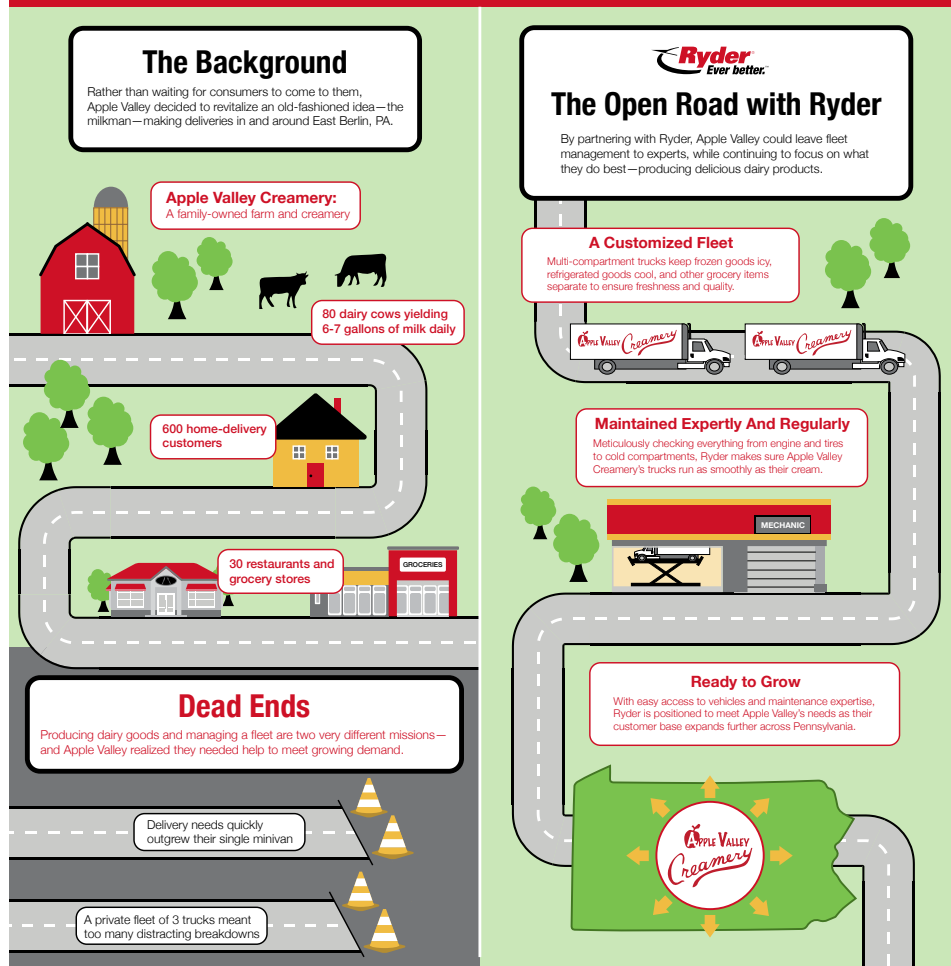 The Background
Rather than waiting for consumers to come to them,
Apple Valley decided to revitalize an old-fashioned idea—the
milkman—making deliveries in and around East Berlin, PA.
Apple Valley Creamery:
A family-owned farm and creamery
80 dairy cows yielding
6-7 gallons of milk daily
600 home-delivery
customers
30 restaurants and
grocery stores
GROCERIES
Dead Ends
Producing dairy goods and managing a fleet are two very different missions—
and Apple Valley realized they needed help to meet growing demand.
Delivery needs quickly
outgrew their single minivan
A private fleet of 3 trucks meant
too many distracting breakdowns
Ryder
Ever better.™
The Open Road with Ryder
By partnering with Ryder, Apple Valley could leave fleet
management to experts, while continuing to focus on what
they do best—producing delicious dairy products.
A Customized Fleet
Multi-compartment trucks keep frozen goods icy,
refrigerated goods cool, and other grocery items
separate to ensure freshness and quality.
APPLE VALLEY Creamery
APPLE VALLEY Creamery
Maintained Expertly And Regularly
Meticulously checking everything from engine and tires
to cold compartments, Ryder makes sure Apple Valley
Creamery's trucks run as smoothly as their cream.
MECHANIC
Ready to Grow
With easy access to vehicles and maintenance expertise,
Ryder is positioned to meet Apple Valley's needs as their
customer base expands further across Pennsylvania.
APPLE VALLEY
Creamery